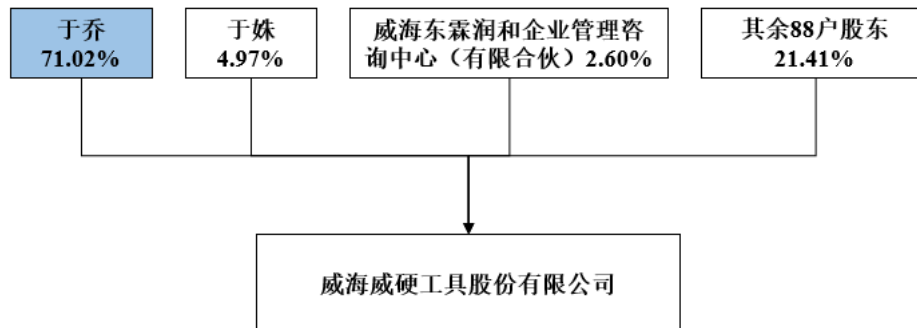 于乔
71.02%
于姝
4.97%
威海东霖润和企业管理咨
询中心（有限合伙）2.60%
其余88户股东
21.41%
威海威硬工具股份有限公司